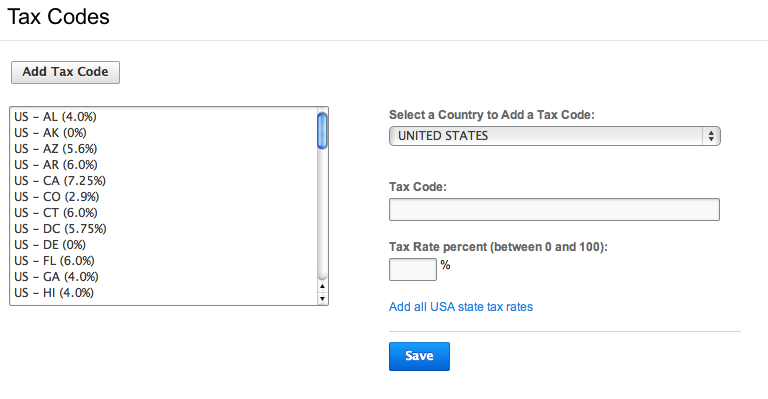 Tax Codes
Add Tax Code
US – AL (4.0%)
US – AK (0%)
US – AZ (5.6%)
US – AR (6.0%)
US – CA (7.25%)
US – CO (2.9%)
US – CT (6.0%)
US – DC (5.75%)
US – DE (0%)
US – FL (6.0%)
US – GA (4.0%)
US – HI (4.0%)
Select a Country to Add a Tax Code:
UNITED STATES
Tax Code:
Tax Rate percent (between 0 and 100):
%
Add all USA state tax rates
Save